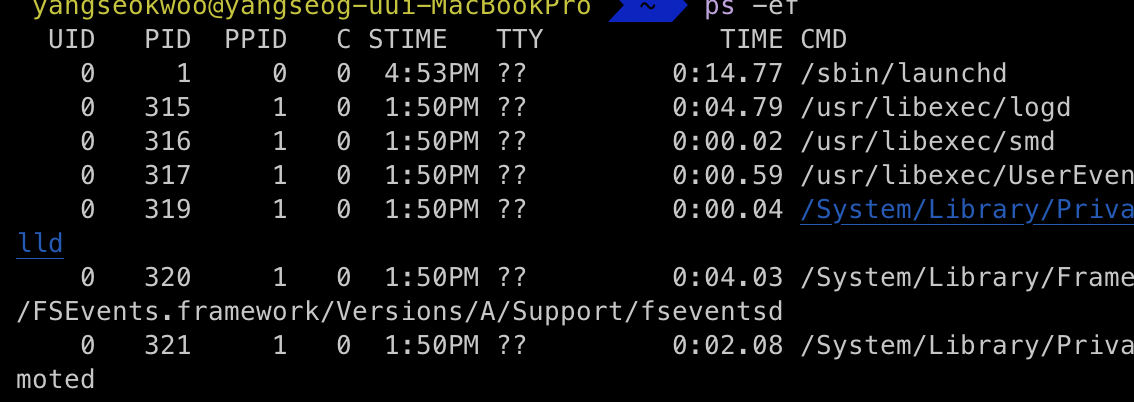 yangseokwoo@yangseog-uui-MacBookPro ~ ps -ef
UID PID PPID C STIME TTY TIME CMD
0 1 0 0 4:53PM ?? 0:14.77 /sbin/launchd
0 315 1 0 1:50PM ?? 0:04.79 /usr/libexec/logd
0 316 1 0 1:50PM ?? 0:00.02 /usr/libexec/smd
0 317 1 0 1:50PM ?? 0:00.59 /usr/libexec/UserEven
0 319 1 0 1:50PM ?? 0:00.04 /System/Library/Priva
lld
0 320 1 0 1:50PM ?? 0:04.03 /System/Library/Frame
/FSEvents.framework/Versions/A/Support/fseventsd
0 321 1 0 1:50PM ?? 0:02.08 /System/Library/Priva
moted